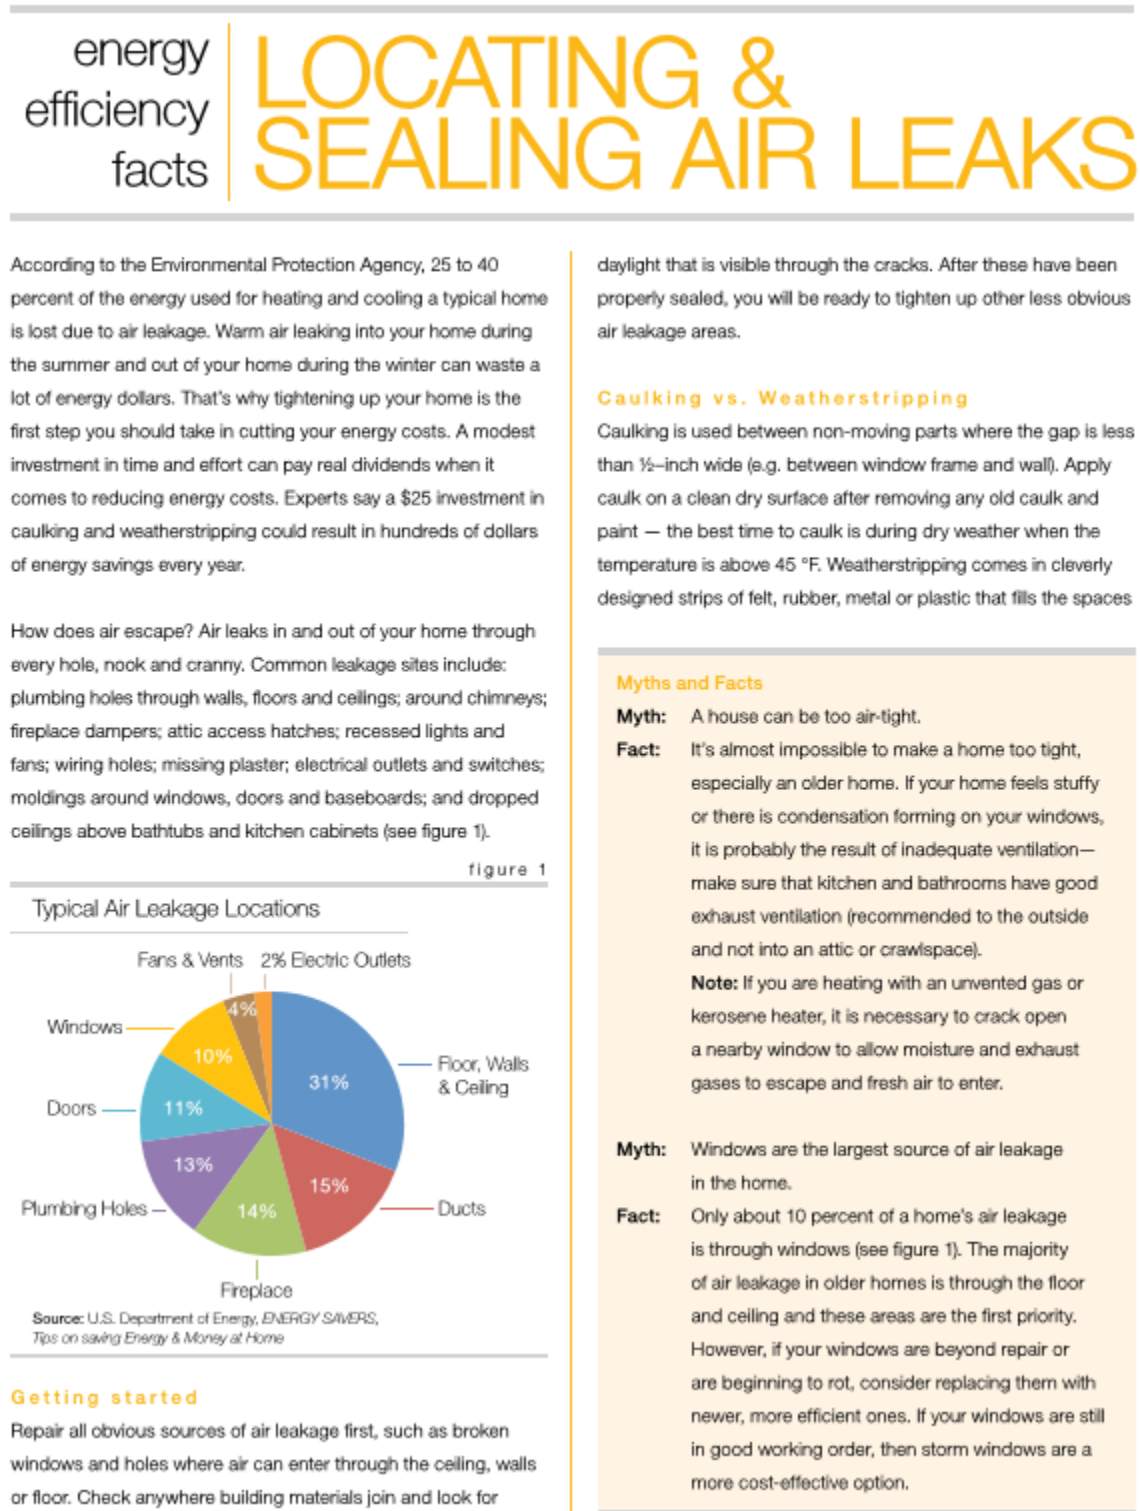 energy
efficiency
facts
LOCATING &
SEALING AIR LEAKS
According to the Environmental Protection Agency, 25 to 40
percent of the energy used for heating and cooling a typical home
is lost due to air leakage. Warm air leaking into your home during
the summer and out of your home during the winter can waste a
lot of energy dollars. That's why tightening up your home is the
first step you should take in cutting your energy costs. A modest
investment in time and effort can pay real dividends when it
comes to reducing energy costs. Experts say a $25 investment in
caulking and weatherstripping could result in hundreds of dollars
of energy savings every year.
How does air escape? Air leaks in and out of your home through
every hole, nook and cranny. Common leakage sites include:
plumbing holes through walls, floors and ceilings; around chimneys;
fireplace dampers; attic access hatches; recessed lights and
fans; wiring holes; missing plaster; electrical outlets and switches;
moldings around windows, doors and baseboards; and dropped
ceilings above bathtubs and kitchen cabinets (see figure 1).
figure 1
Typical Air Leakage Locations
Fans & Vents 2% Electric Outlets
4%
Windows
10%
Floor, Walls
& Ceiling
31%
Doors
11%
13%
15%
Plumbing Holes
14%
Ducts
Fireplace
Source: U.S. Department of Energy, ENERGY SAVERS,
Tips on saving Energy & Money at Home
Getting started
Repair all obvious sources of air leakage first, such as broken
windows and holes where air can enter through the ceiling, walls
or floor. Check anywhere building materials join and look for
daylight that is visible through the cracks. After these have been
properly sealed, you will be ready to tighten up other less obvious
air leakage areas.
Caulking vs. Weatherstripping
Caulking is used between non-moving parts where the gap is less
than ½–inch wide (e.g. between window frame and wall). Apply
caulk on a clean dry surface after removing any old caulk and
paint — the best time to caulk is during dry weather when the
temperature is above 45 °F. Weatherstripping comes in cleverly
designed strips of felt, rubber, metal or plastic that fills the spaces
Myths and Facts
Myth: A house can be too air-tight.
Fact: It's almost impossible to make a home too tight,
especially an older home. If your home feels stuffy
or there is condensation forming on your windows,
it is probably the result of inadequate ventilation—
make sure that kitchen and bathrooms have good
exhaust ventilation (recommended to the outside
and not into an attic or crawlspace).
Note: If you are heating with an unvented gas or
kerosene heater, it is necessary to crack open
a nearby window to allow moisture and exhaust
gases to escape and fresh air to enter.
Myth: Windows are the largest source of air leakage
in the home.
Fact: Only about 10 percent of a home's air leakage
is through windows (see figure 1). The majority
of air leakage in older homes is through the floor
and ceiling and these areas are the first priority.
However, if your windows are beyond repair or
are beginning to rot, consider replacing them with
newer, more efficient ones. If your windows are still
in good working order, then storm windows are a
more cost-effective option.